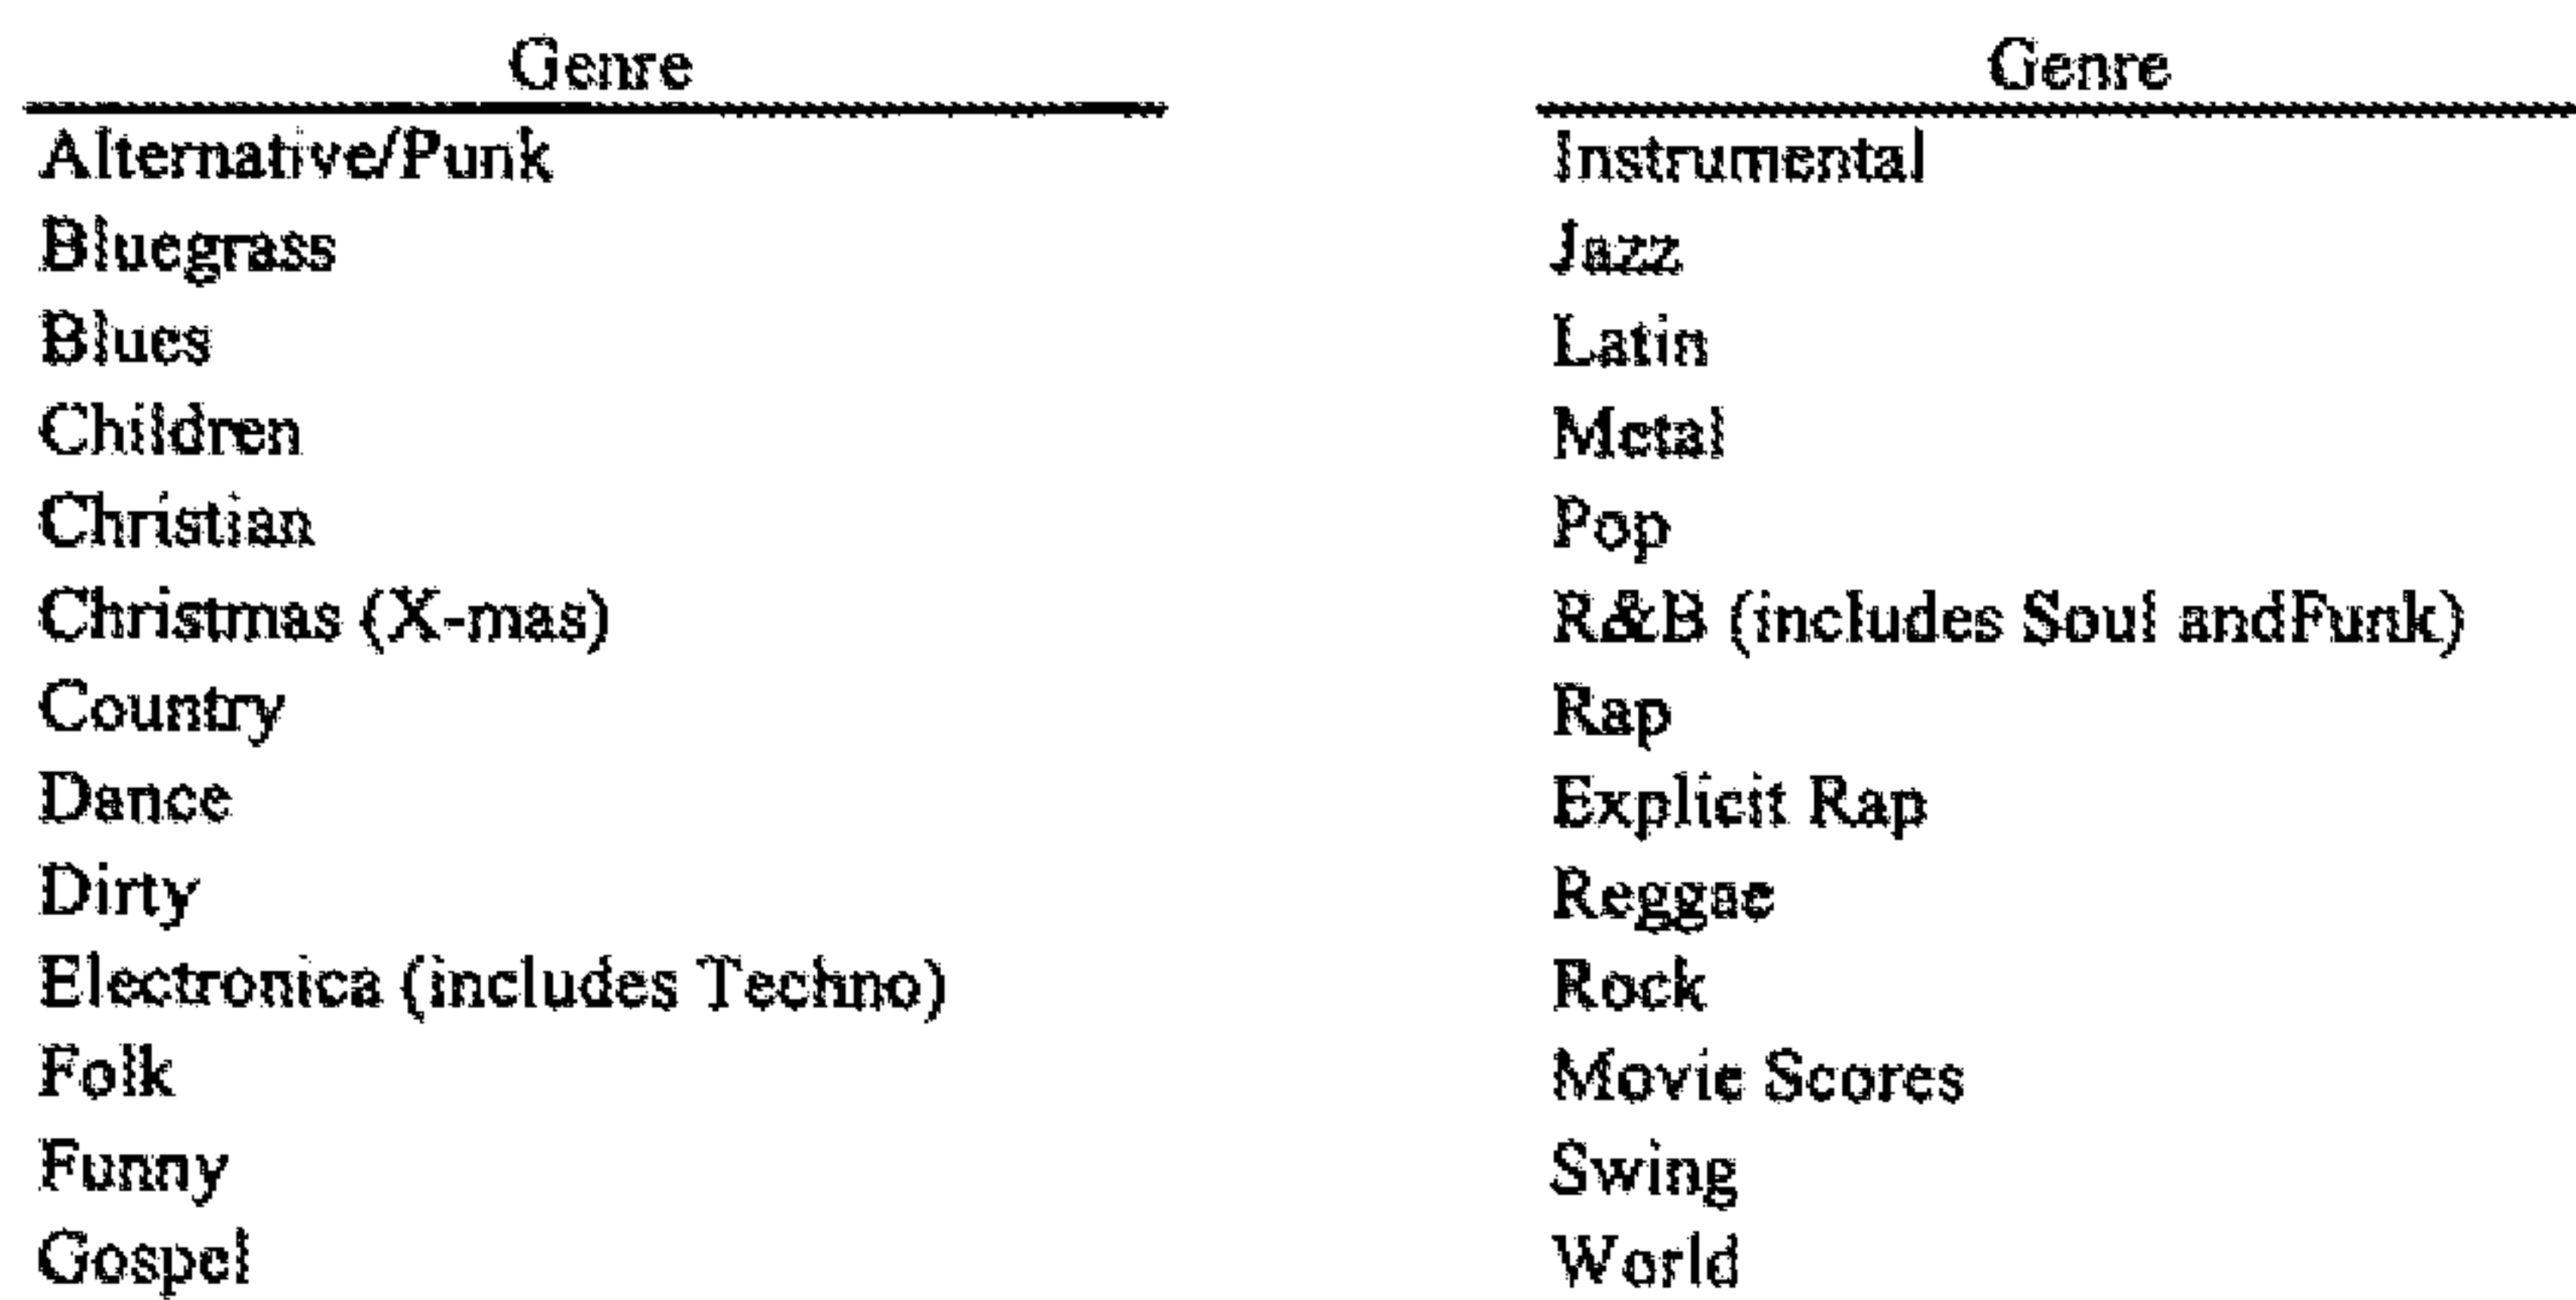 Genre
Alternative/Punk
Bluegrass
Blues
Children
Christian
Christmas (X-mas)
Country
Dance
Dirty
Electronica (includes Techno)
Folk
Funny
Gospel
Genre
Instrumental
Jazz
Latin
Metal
Pop
R&B (includes Soul andFunk)
Rap
Explicit Rap
Reggae
Rock
Movie Scores
Swing
World